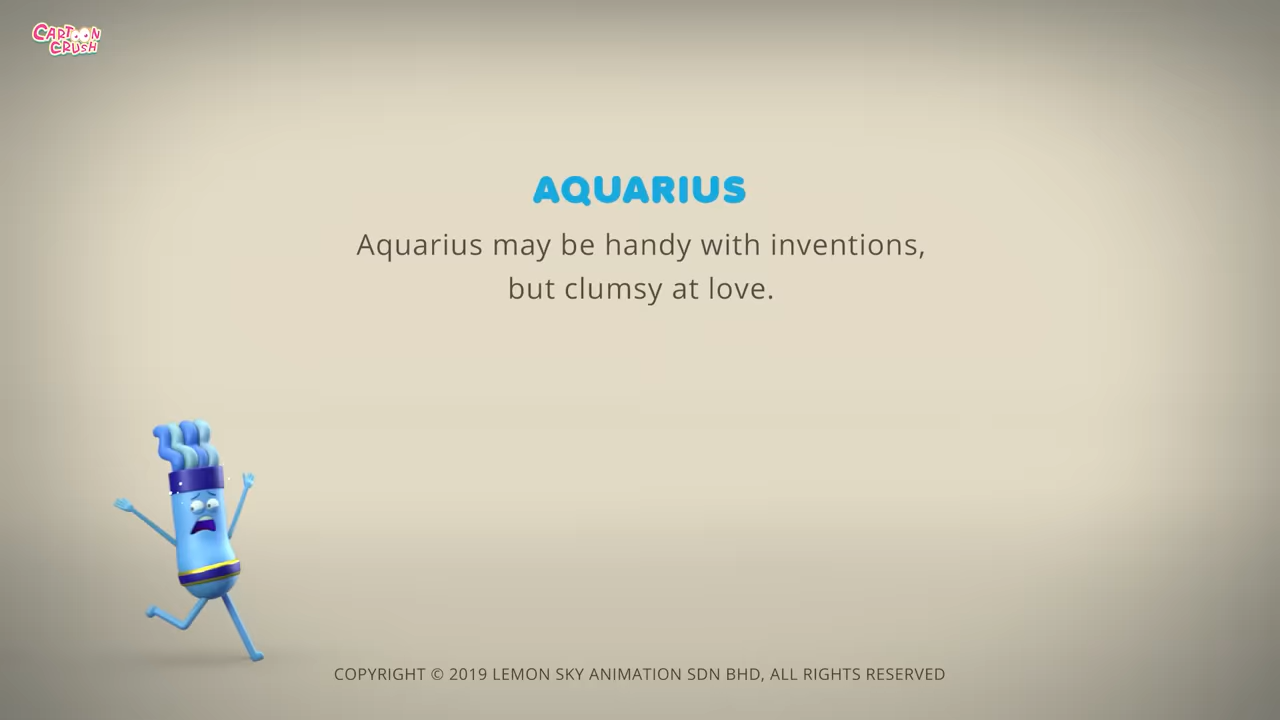 CARTOON
CRUSH
AQUARIUS
Aquarius may be handy with inventions,
but clumsy at love.
COPYRIGHT © 2019 LEMON SKY ANIMATION SDN BHD, ALL RIGHTS RESERVED